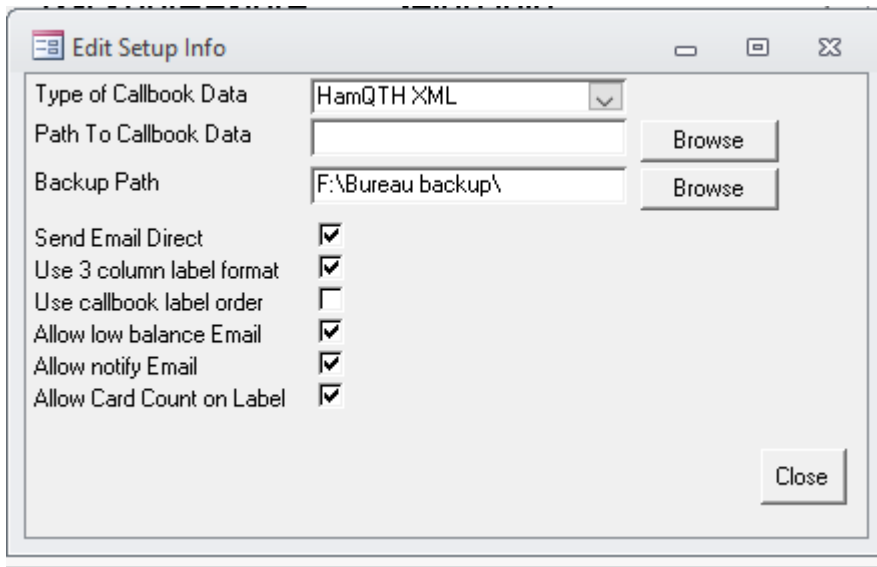 Edit Setup Info
Type of Callbook Data HamQTH XML
Path To Callbook Data Browse
Backup Path F:\Bureau backup\ Browse
Send Email Direct
Use 3 column label format
Use callbook label order
Allow low balance Email
Allow notify Email
Allow Card Count on Label
Close